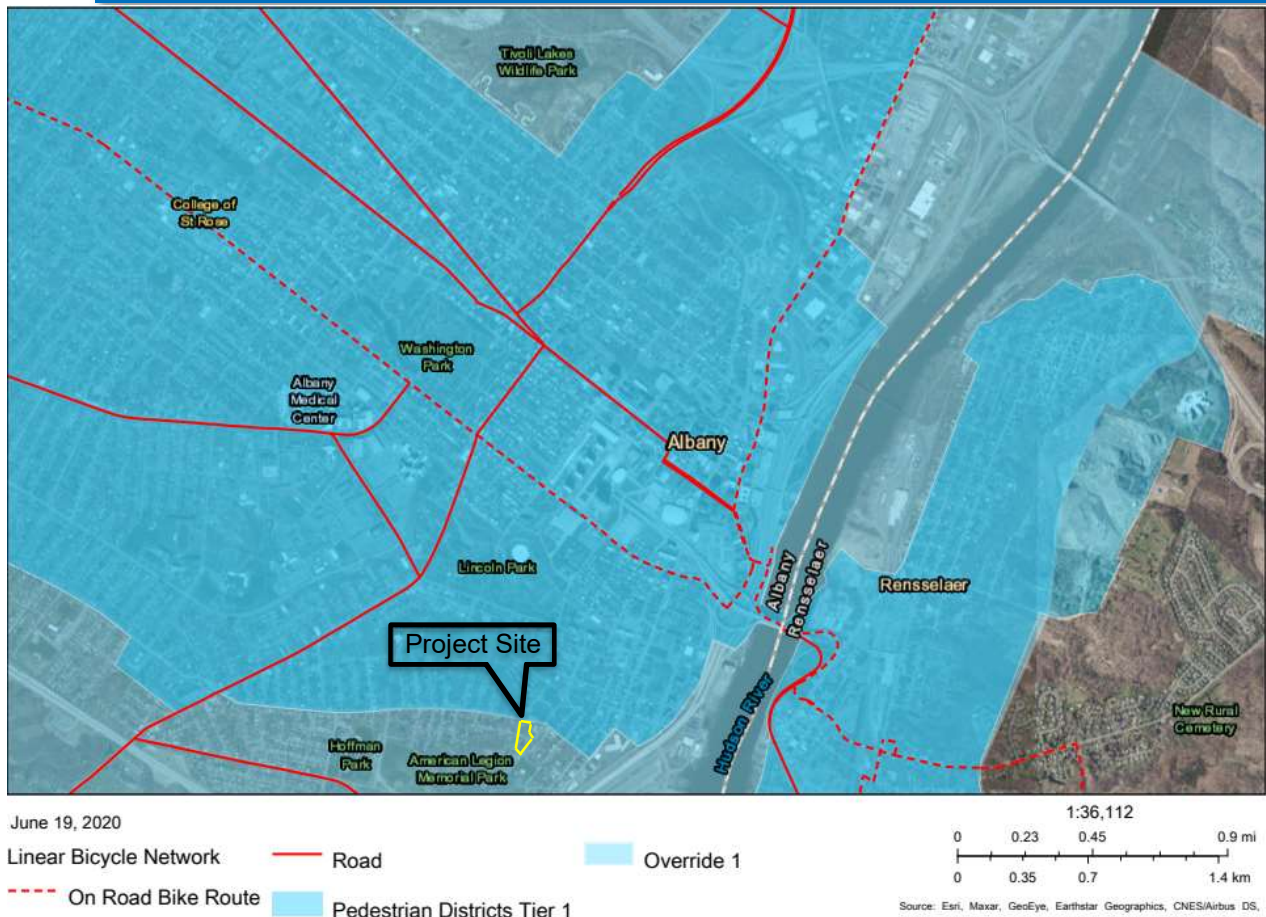 Tivoli Lakes
Wildlife Park
College of
St Rose
Washington
Park
Albany
Medical
Center
Albany
Lincoln Park
Albany
Rensselaer
Rensselaer
Project Site
Hudson River
New Rural
Cemetery
Hoffman
Park
American Legion
Memorial Park
June 19, 2020
Linear Bicycle Network
On Road Bike Route
Road
Pedestrian Districts Tier 1
Override 1
1:36,112
0 0.23 0.45 0.9 mi
0 0.35 0.7 1.4 km
Source: Esri, Maxar, GeoEye, Earthstar Geographics, CNES/Airbus DS,